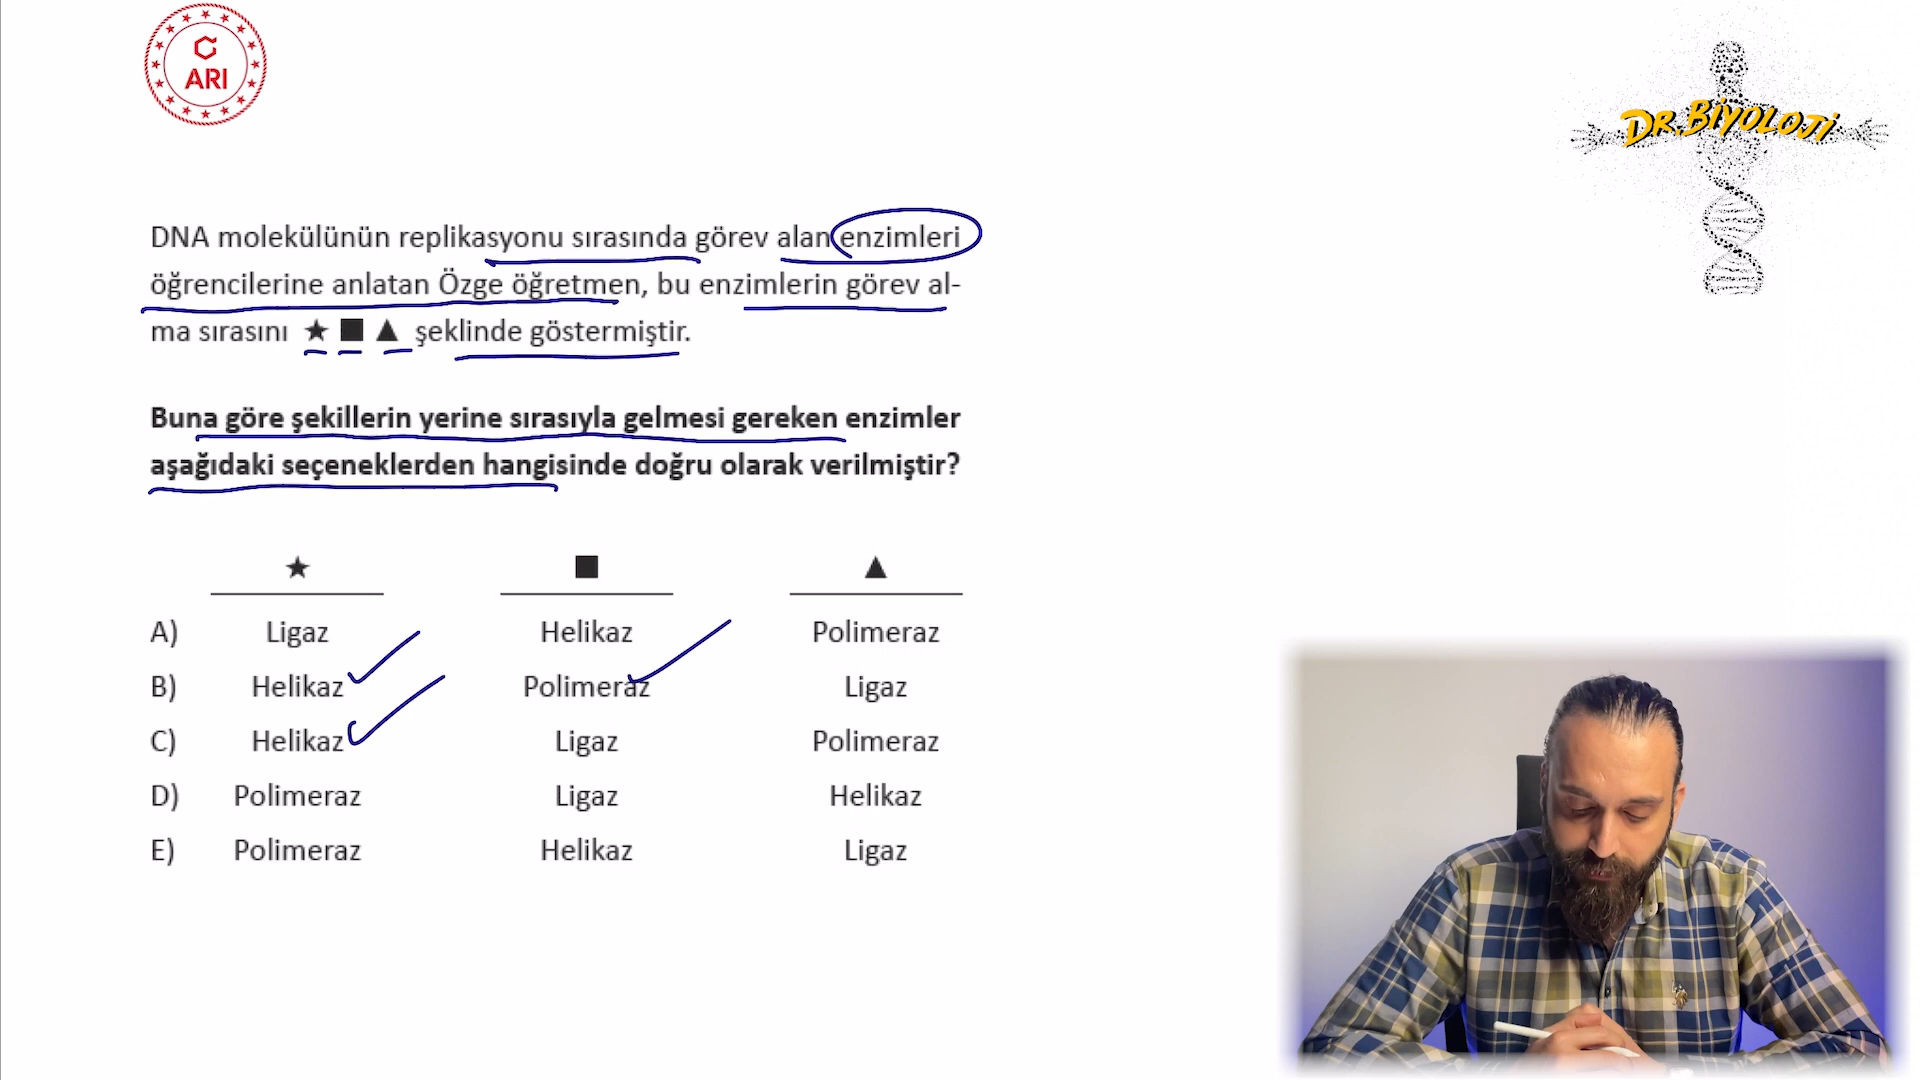 ARI
DR.BİYOLOJİ
DNA molekülünün replikasyonu sırasında görev alan enzimleri
öğrencilerine anlatan Özge öğretmen, bu enzimlerin görev al-
ma sırasını ★ ■ ▲ şeklinde göstermiştir.
Buna göre şekillerin yerine sırasıyla gelmesi gereken enzimler
aşağıdaki seçeneklerden hangisinde doğru olarak verilmiştir?
★ ■ ▲
A) Ligaz Helikaz Polimeraz
B) Helikaz Polimeraz Ligaz
C) Helikaz Ligaz Polimeraz
D) Polimeraz Ligaz Helikaz
E) Polimeraz Helikaz Ligaz